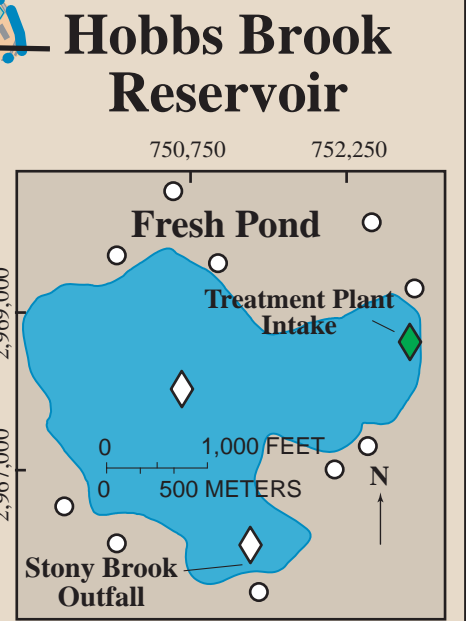 Hobbs Brook
Reservoir
750,750 752,250
Fresh Pond
Treatment Plant
Intake
2,969,000
0 1,000 FEET
0 500 METERS
2,967,000
N
Stony Brook
Outfall